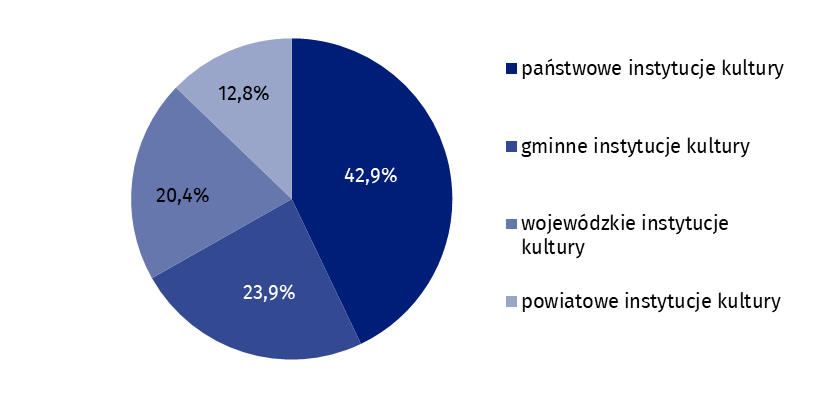 12,8%
42,9%
20,4%
23,9%
państwowe instytucje kultury
gminne instytucje kultury
wojewódzkie instytucje
kultury
powiatowe instytucje kultury